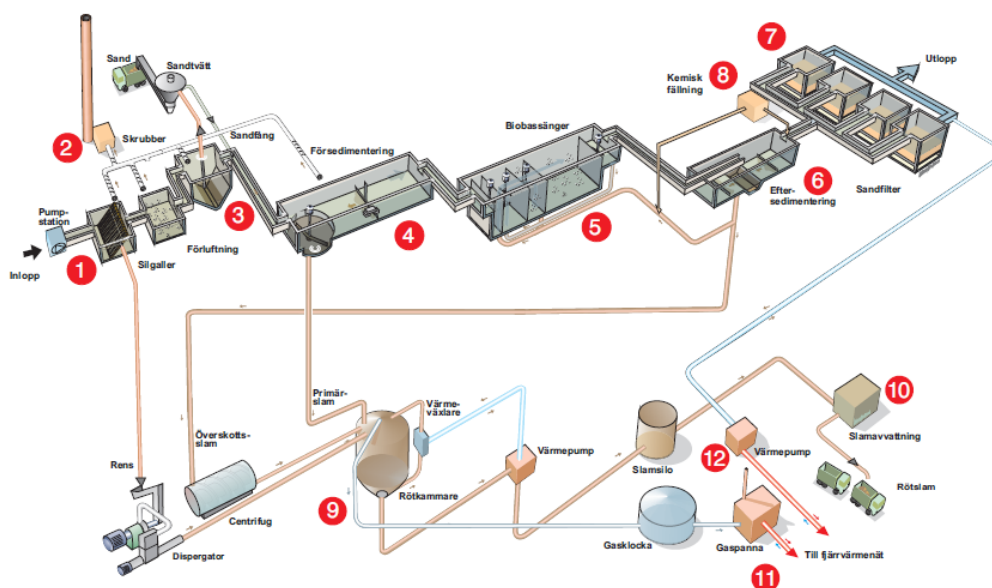 7
Utlopp
Sand
Sandtvätt
Kemisk
fällning
8
2
Skrubber
Sandfång
Biobassänger
Försedimentering
Pump-
station
3
Efter-
sedimentering
6
Sandfilter
Inlopp
1
Silgaller
Förluftning
4
5
Primär-
slam
Värme-
växlare
10
Slamavvattning
Överskotts-
slam
Värmepump
Slamsilo
12
Värmepump
Rens
Rötslam
Rötkammare
9
Centrifug
Gasklocka
Gaspanna
Till fjärrvärmenät
Dispergator
11